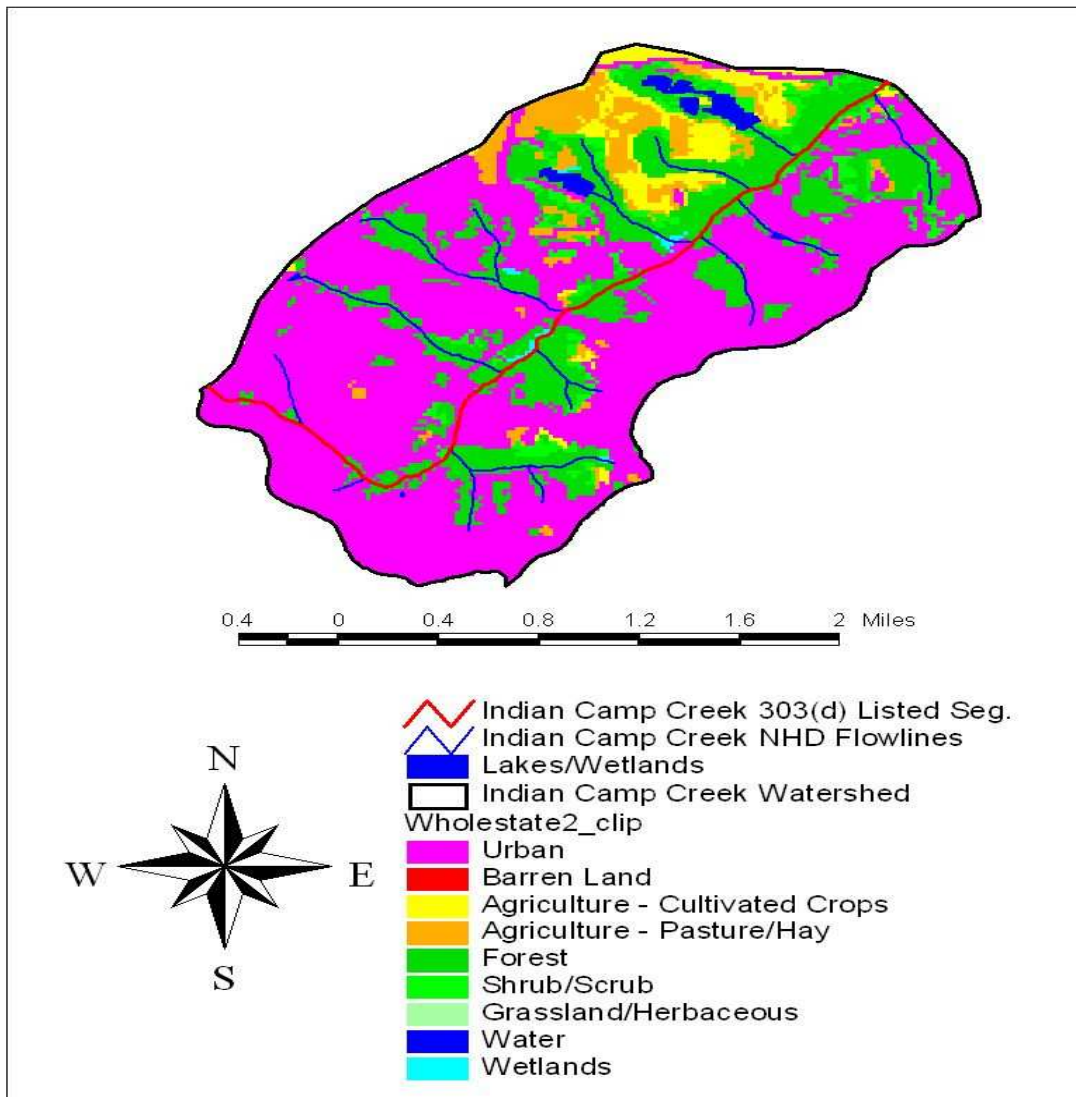 0.4 0 0.4 0.8 1.2 1.6 2 Miles
Indian Camp Creek 303(d) Listed Seg.
Indian Camp Creek NHD Flowlines
Lakes/Wetlands
Indian Camp Creek Watershed
Wholestate2_clip
Urban
Barren Land
Agriculture - Cultivated Crops
Agriculture - Pasture/Hay
Forest
Shrub/Scrub
Grassland/Herbaceous
Water
Wetlands
N
W E
S